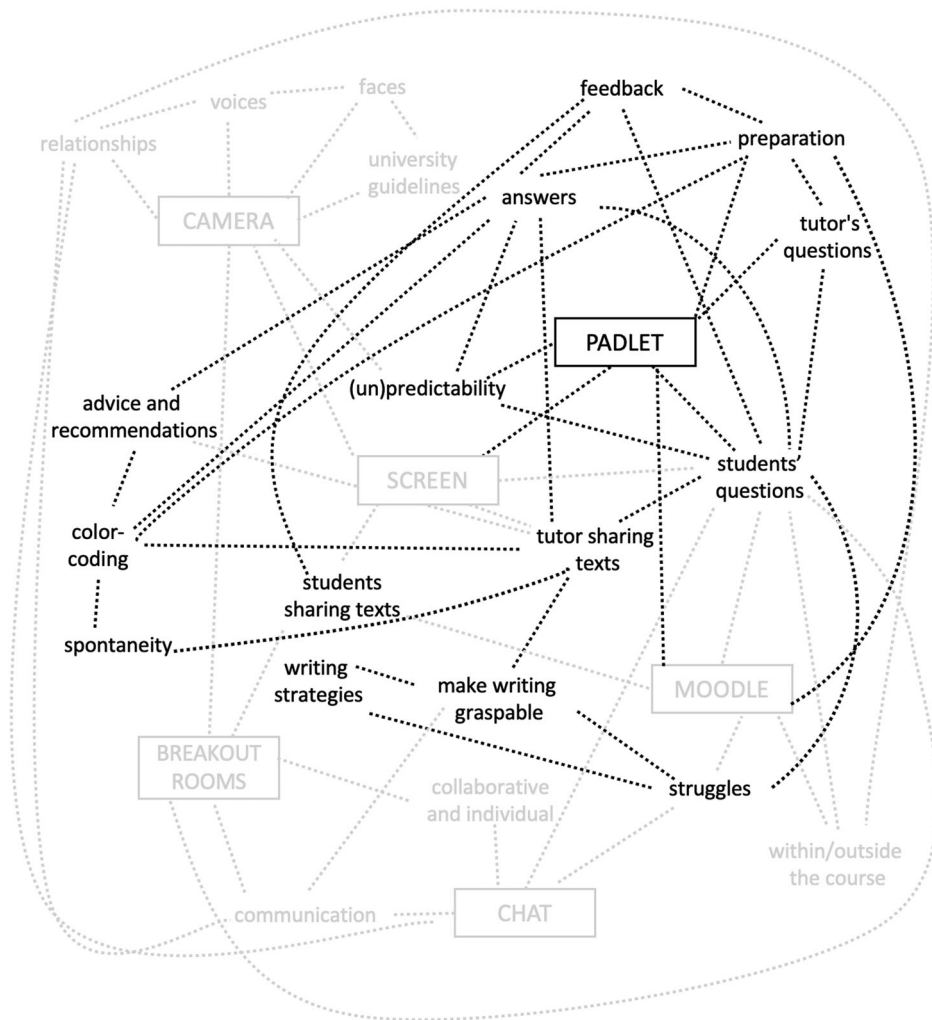 faces
feedback
voices
relationships
preparation
university
guidelines
answers
CAMERA
tutor's
questions
PADLET
(un)predictability
advice and
recommendations
SCREEN
students'
questions
color-
coding
tutor sharing
texts
students
sharing texts
spontaneity
writing
strategies
make writing
graspable
MOODLE
BREAKOUT
ROOMS
collaborative
and individual
struggles
within/outside
the course
communication
CHAT